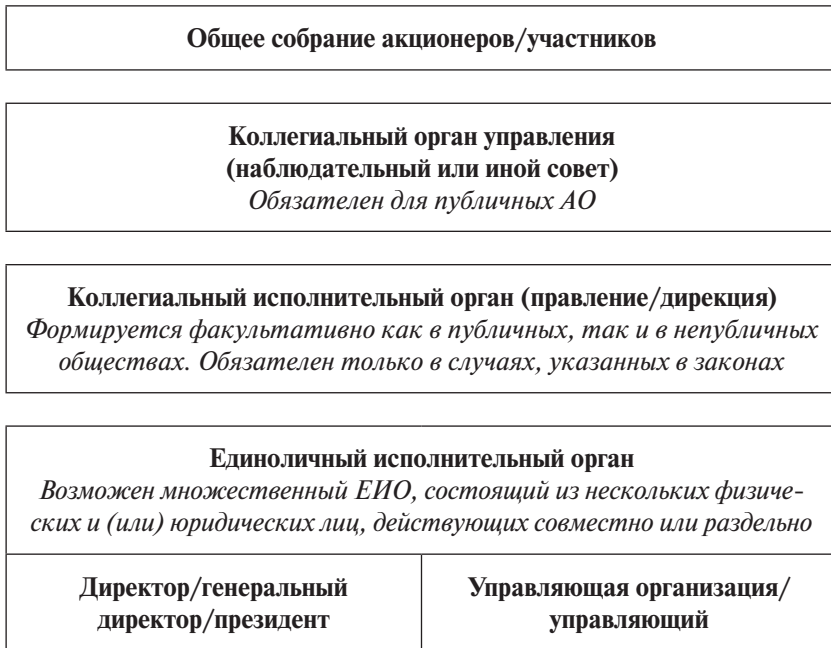 Общее собрание акционеров/участников
Коллегиальный орган управления
(наблюдательный или иной совет)
Обязателен для публичных АО
Коллегиальный исполнительный орган (правление/дирекция)
Формируется факультативно как в публичных, так и в непубличных
обществах. Обязателен только в случаях, указанных в законах
Единоличный исполнительный орган
Возможен множественный ЕИО, состоящий из нескольких физиче-
ских и (или) юридических лиц, действующих совместно или раздельно
Директор/генеральный
директор/президент
Управляющая организация/
управляющий